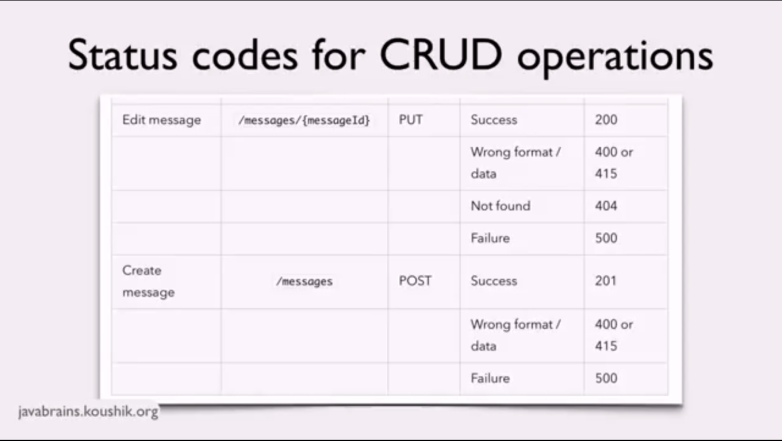 Status codes for CRUD operations
Edit message /messages/{messageId} PUT Success 200
Wrong format / data 400 or 415
Not found 404
Failure 500
Create message /messages POST Success 201
Wrong format / data 400 or 415
Failure 500
javabrains.koushik.org